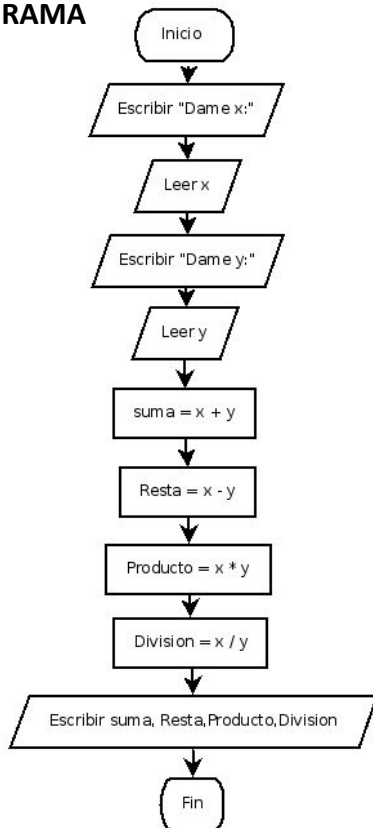 RAMA
Inicio
Escribir "Dame x:"
Leer x
Escribir "Dame y:"
Leer y
suma = x + y
Resta = x - y
Producto = x * y
Division = x / y
Escribir suma, Resta,Producto,Division
Fin